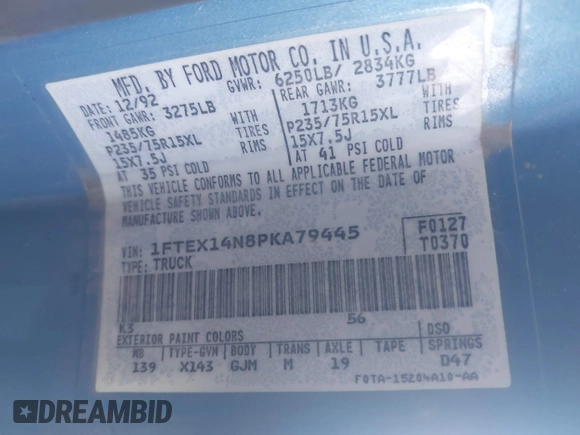 MFD. BY FORD MOTOR CO. IN U.S.A.
DATE: 12/92 GVWR: 6250LB/ 2834KG
FRONT GAWR: 3275LB REAR GAWR: 3777LB
1485KG WITH 1713KG WITH
P235/75R15XL TIRES P235/75R15XL TIRES
15X7.5J RIMS 15X7.5J RIMS
AT 35 PSI COLD AT 41 PSI COLD
THIS VEHICLE CONFORMS TO ALL APPLICABLE FEDERAL MOTOR
VEHICLE SAFETY STANDARDS IN EFFECT ON THE DATE OF
MANUFACTURE SHOWN ABOVE.
VIN: 1FTEX14N8PKA79445 F0127
TYPE: TRUCK T0370
K3 56
EXTERIOR PAINT COLORS DSO
WB TYPE-GVM BODY TRANS AXLE TAPE SPRINGS
139 X143 GJM M 19 D47
F0TA-15204A10-AA
DREAMBID